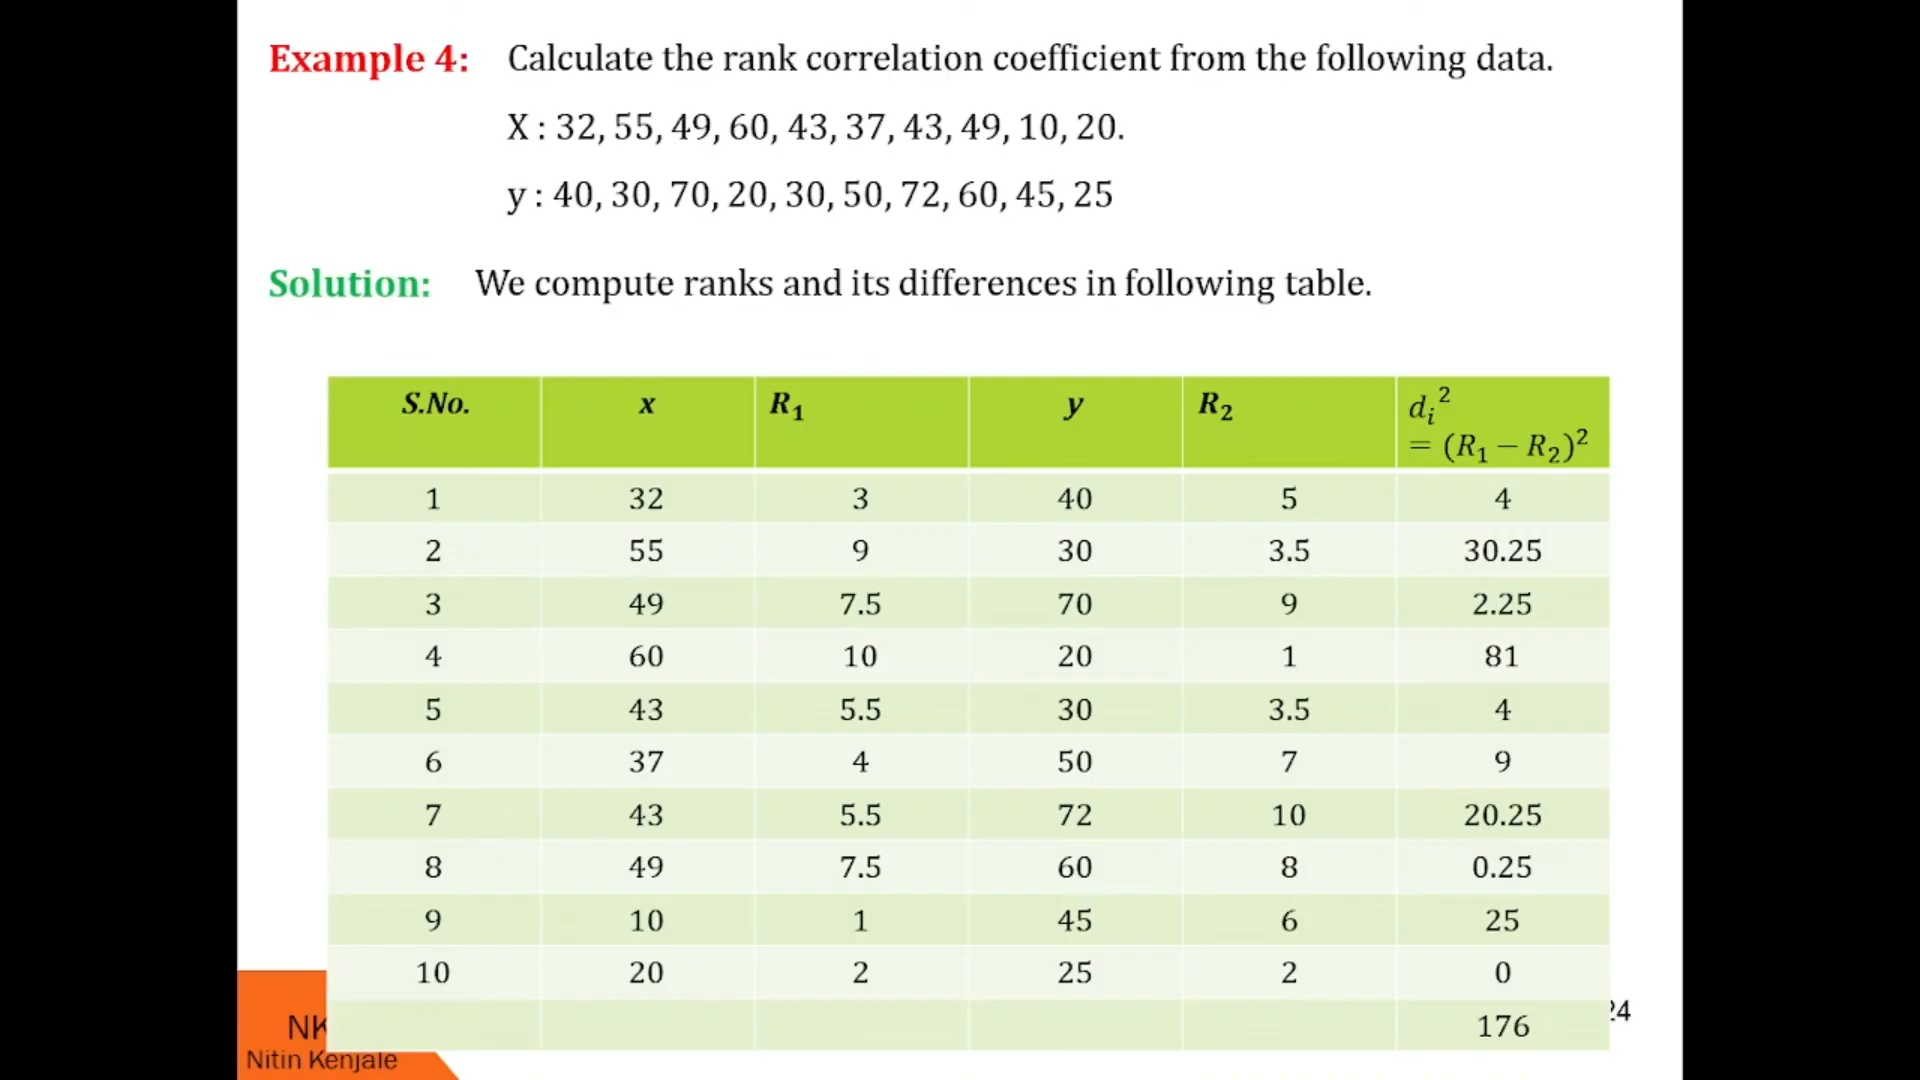 Example 4: Calculate the rank correlation coefficient from the following data.
X : 32, 55, 49, 60, 43, 37, 43, 49, 10, 20.
y : 40, 30, 70, 20, 30, 50, 72, 60, 45, 25
Solution: We compute ranks and its differences in following table.
S.No. x R₁ y R₂ dᵢ² = (R₁ − R₂)²
1 32 3 40 5 4
2 55 9 30 3.5 30.25
3 49 7.5 70 9 2.25
4 60 10 20 1 81
5 43 5.5 30 3.5 4
6 37 4 50 7 9
7 43 5.5 72 10 20.25
8 49 7.5 60 8 0.25
9 10 1 45 6 25
10 20 2 25 2 0
176
NK
Nitin Kenjale
24